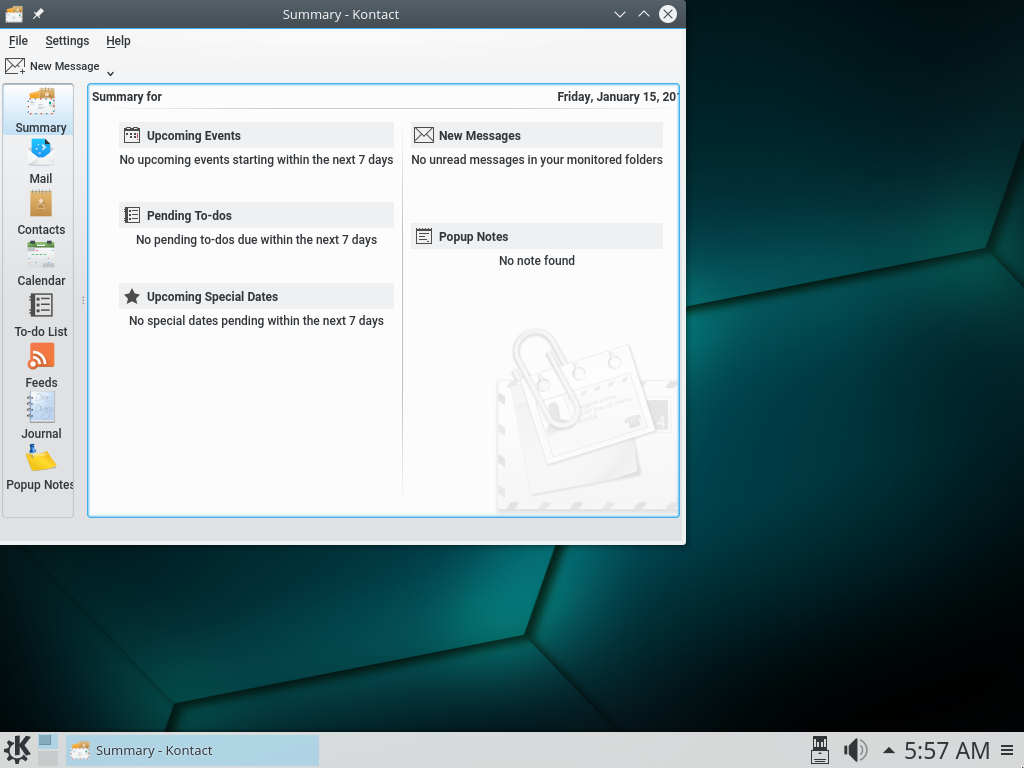 Summary - Kontact
File Settings Help
New Message
Summary
Mail
Contacts
Calendar
To-do List
Feeds
Journal
Popup Notes
Summary for
Friday, January 15, 20
Upcoming Events
No upcoming events starting within the next 7 days
Pending To-dos
No pending to-dos due within the next 7 days
Upcoming Special Dates
No special dates pending within the next 7 days
New Messages
No unread messages in your monitored folders
Popup Notes
No note found
4
Summary - Kontact
5:57 AM